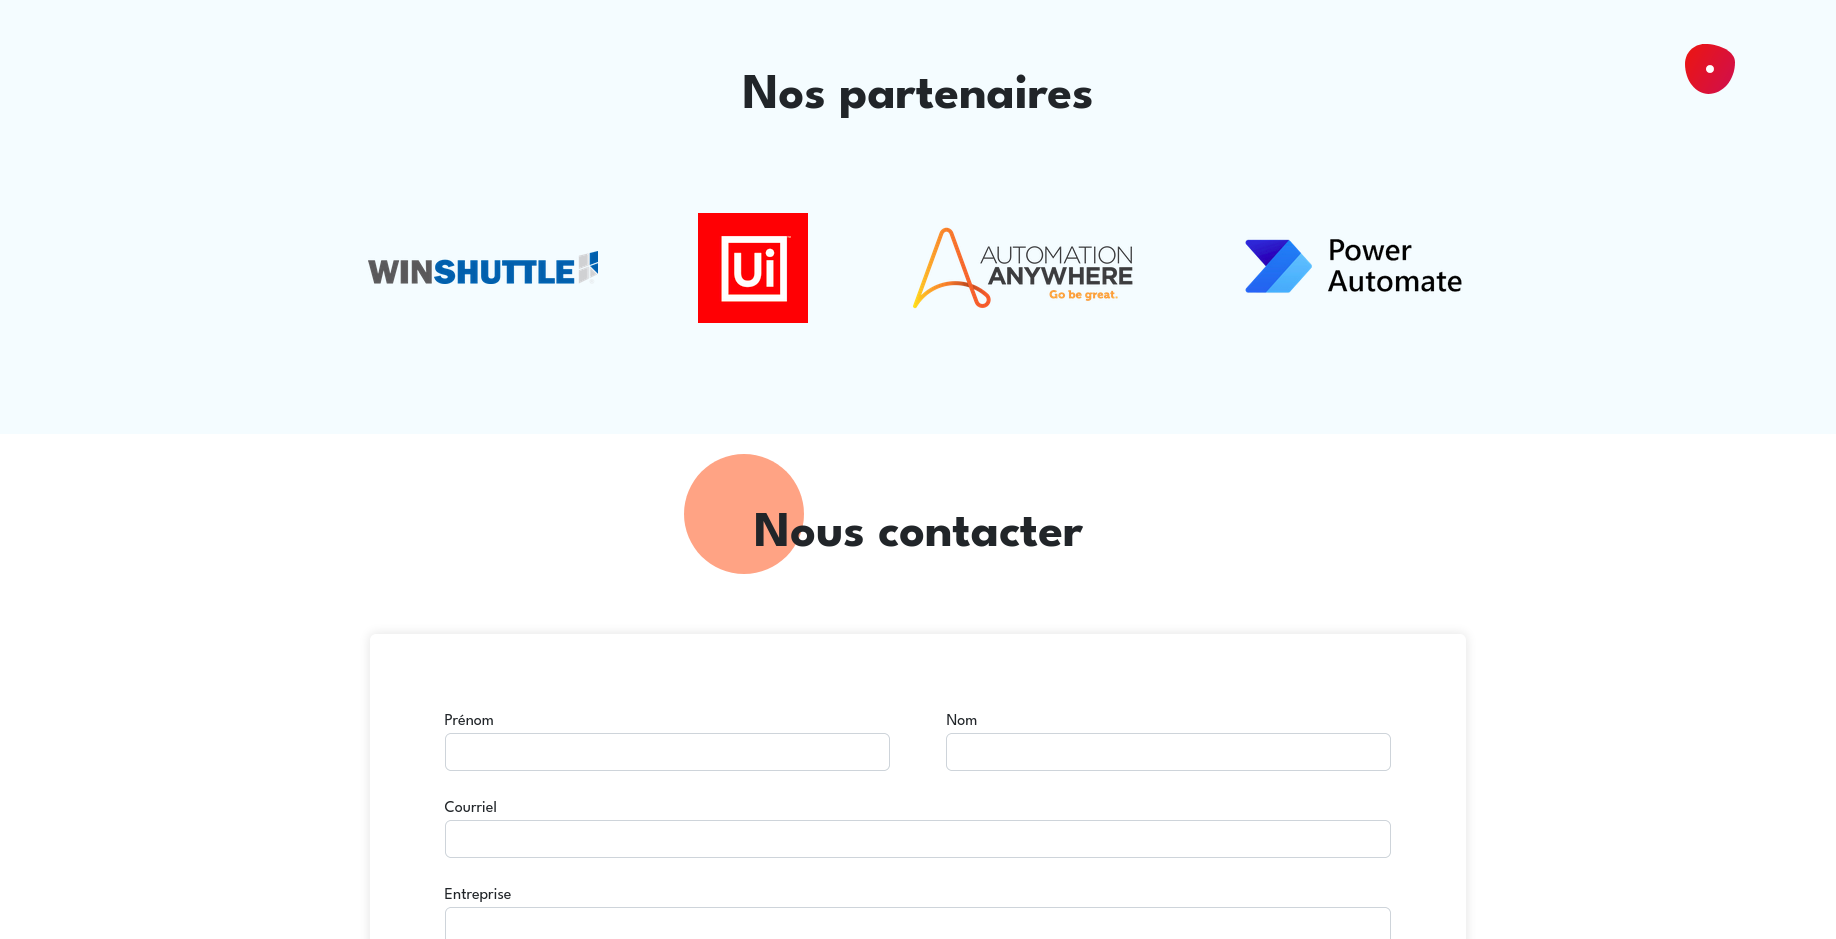 Nos partenaires
WINSHUTTLE
Ui
AUTOMATION
ANYWHERE
Go be great.
Power
Automate
Nous contacter
Prénom
Nom
Courriel
Entreprise